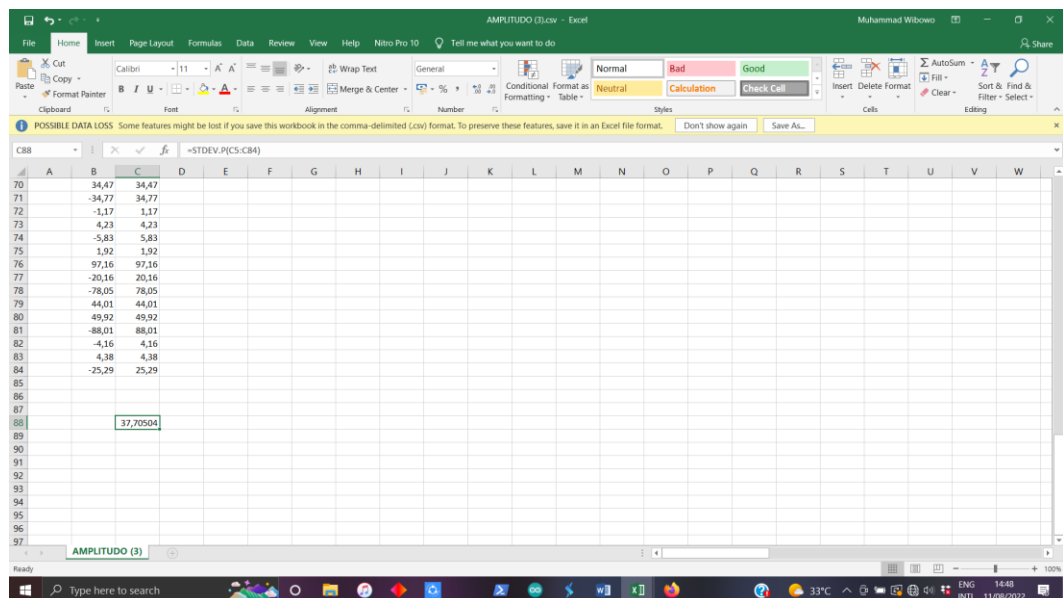 AMPLITUDO (3).csv - Excel
Muhammad Wibowo
File Home Insert Page Layout Formulas Data Review View Help Nitro Pro 10 Tell me what you want to do Share
Paste Cut Copy Format Painter Clipboard
Calibri 11 A A B I U A Font
Wrap Text Merge & Center Alignment
General % , Number
Conditional Formatting Format as Table Normal Bad Good Neutral Calculation Check Cell Styles
Insert Delete Format Cells
AutoSum Fill Clear Sort & Filter Find & Select Editing
POSSIBLE DATA LOSS Some features might be lost if you save this workbook in the comma-delimited (.csv) format. To preserve these features, save it in an Excel file format. Don't show again Save As...
C88 fx =STDEV.P(C5:C84)
A B C D E F G H I J K L M N O P Q R S T U V W
70 34,47 34,47
71 -34,77 34,77
72 -1,17 1,17
73 4,23 4,23
74 -5,83 5,83
75 1,92 1,92
76 97,16 97,16
77 -20,16 20,16
78 -78,05 78,05
79 44,01 44,01
80 49,92 49,92
81 -88,01 88,01
82 -4,16 4,16
83 4,38 4,38
84 -25,29 25,29
85
86
87
88 37,70504
89
90
91
92
93
94
95
96
97
AMPLITUDO (3)
Ready 100%
Type here to search 33°C ENG 14:48
INTL 11/08/2022